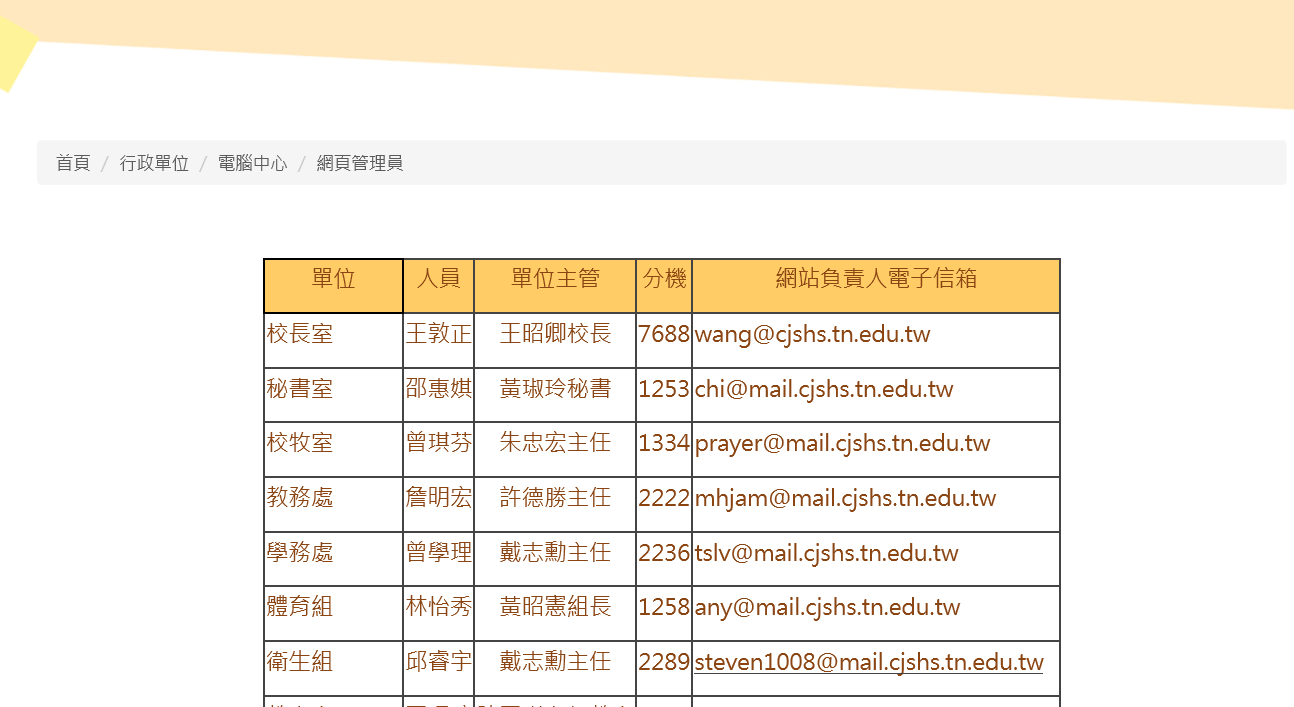 首頁 / 行政單位 / 電腦中心 / 網頁管理員
單位 人員 單位主管 分機 網站負責人電子信箱
校長室 王敦正 王昭卿校長 7688 wang@cjshs.tn.edu.tw
秘書室 邵惠娸 黃琡玲秘書 1253 chi@mail.cjshs.tn.edu.tw
校牧室 曾琪芬 朱忠宏主任 1334 prayer@mail.cjshs.tn.edu.tw
教務處 詹明宏 許德勝主任 2222 mhjam@mail.cjshs.tn.edu.tw
學務處 曾學理 戴志勳主任 2236 tslv@mail.cjshs.tn.edu.tw
體育組 林怡秀 黃昭憲組長 1258 any@mail.cjshs.tn.edu.tw
衛生組 邱睿宇 戴志勳主任 2289 steven1008@mail.cjshs.tn.edu.tw